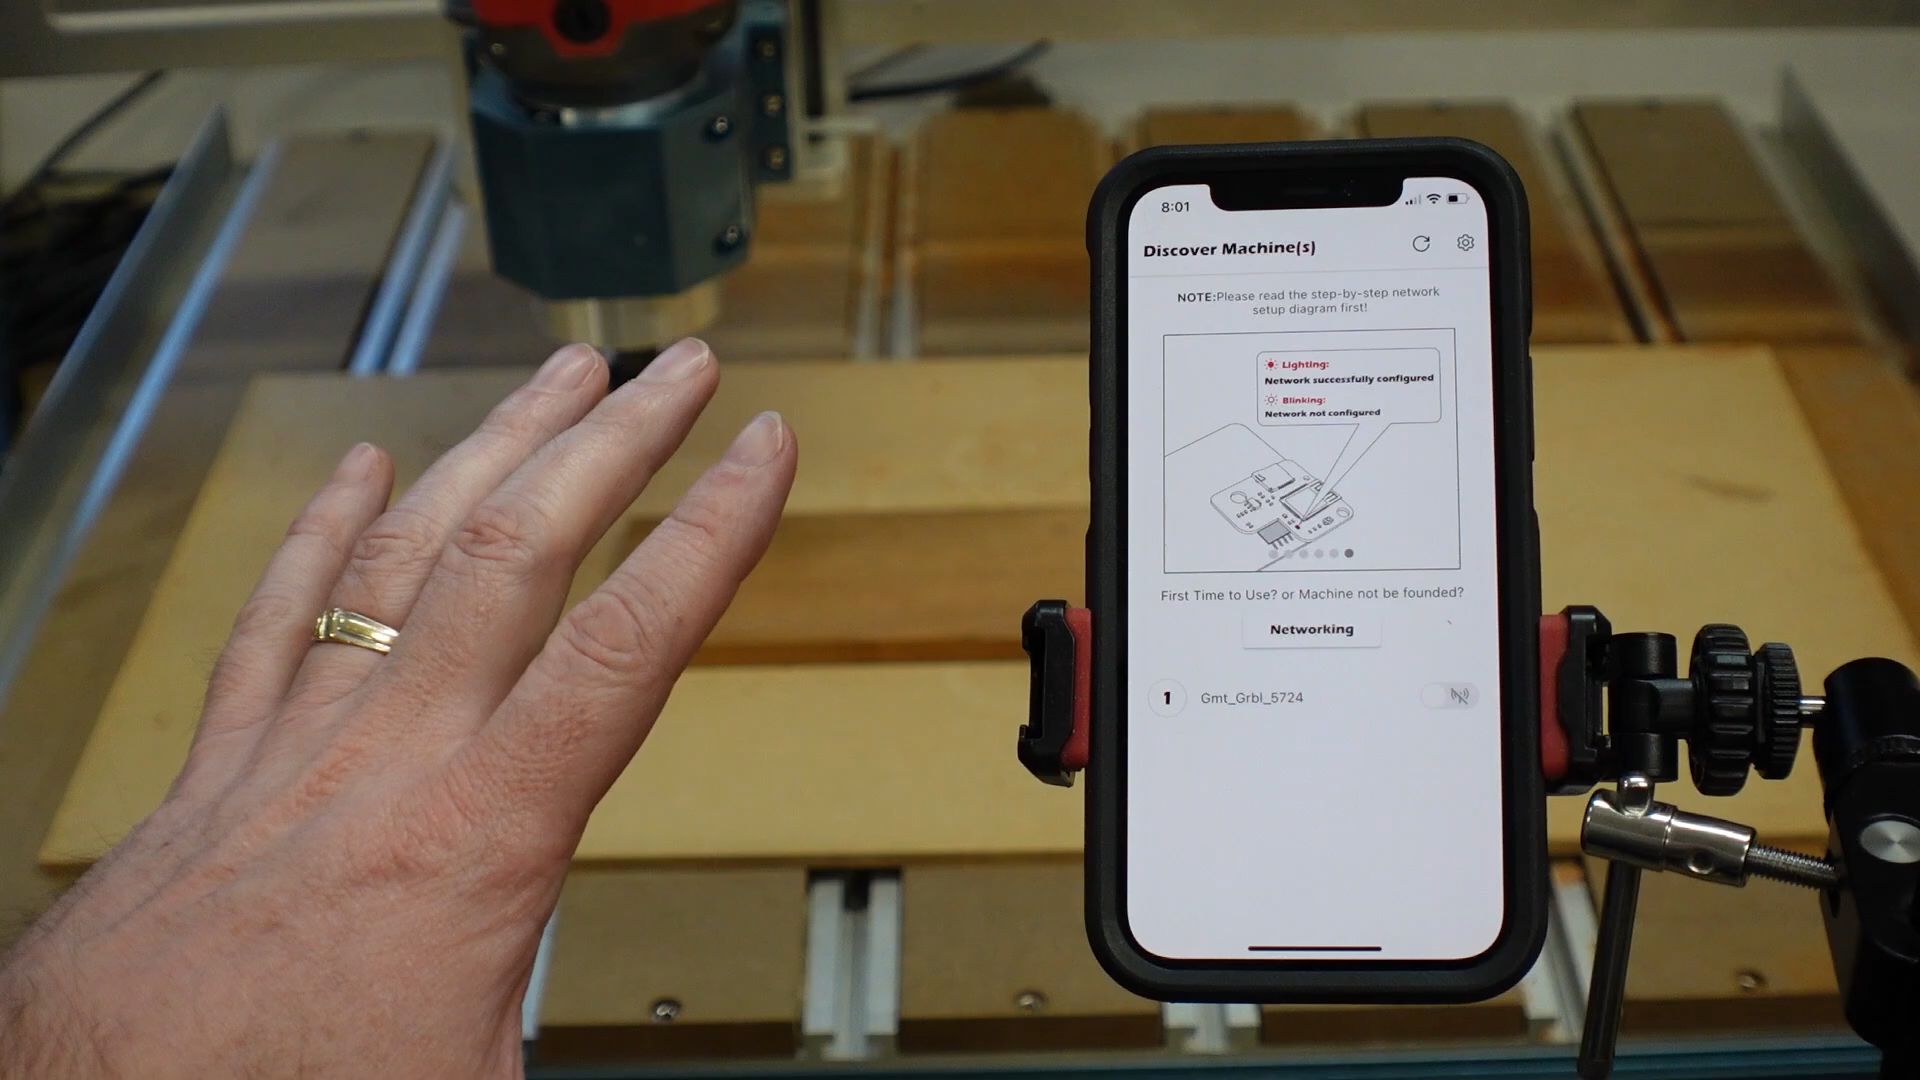 8:01
Discover Machine(s)
NOTE:Please read the step-by-step network
setup diagram first!
Lighting:
Network successfully configured
Blinking:
Network not configured
First Time to Use? or Machine not be founded?
Networking
1 Gmt_Grbl_5724